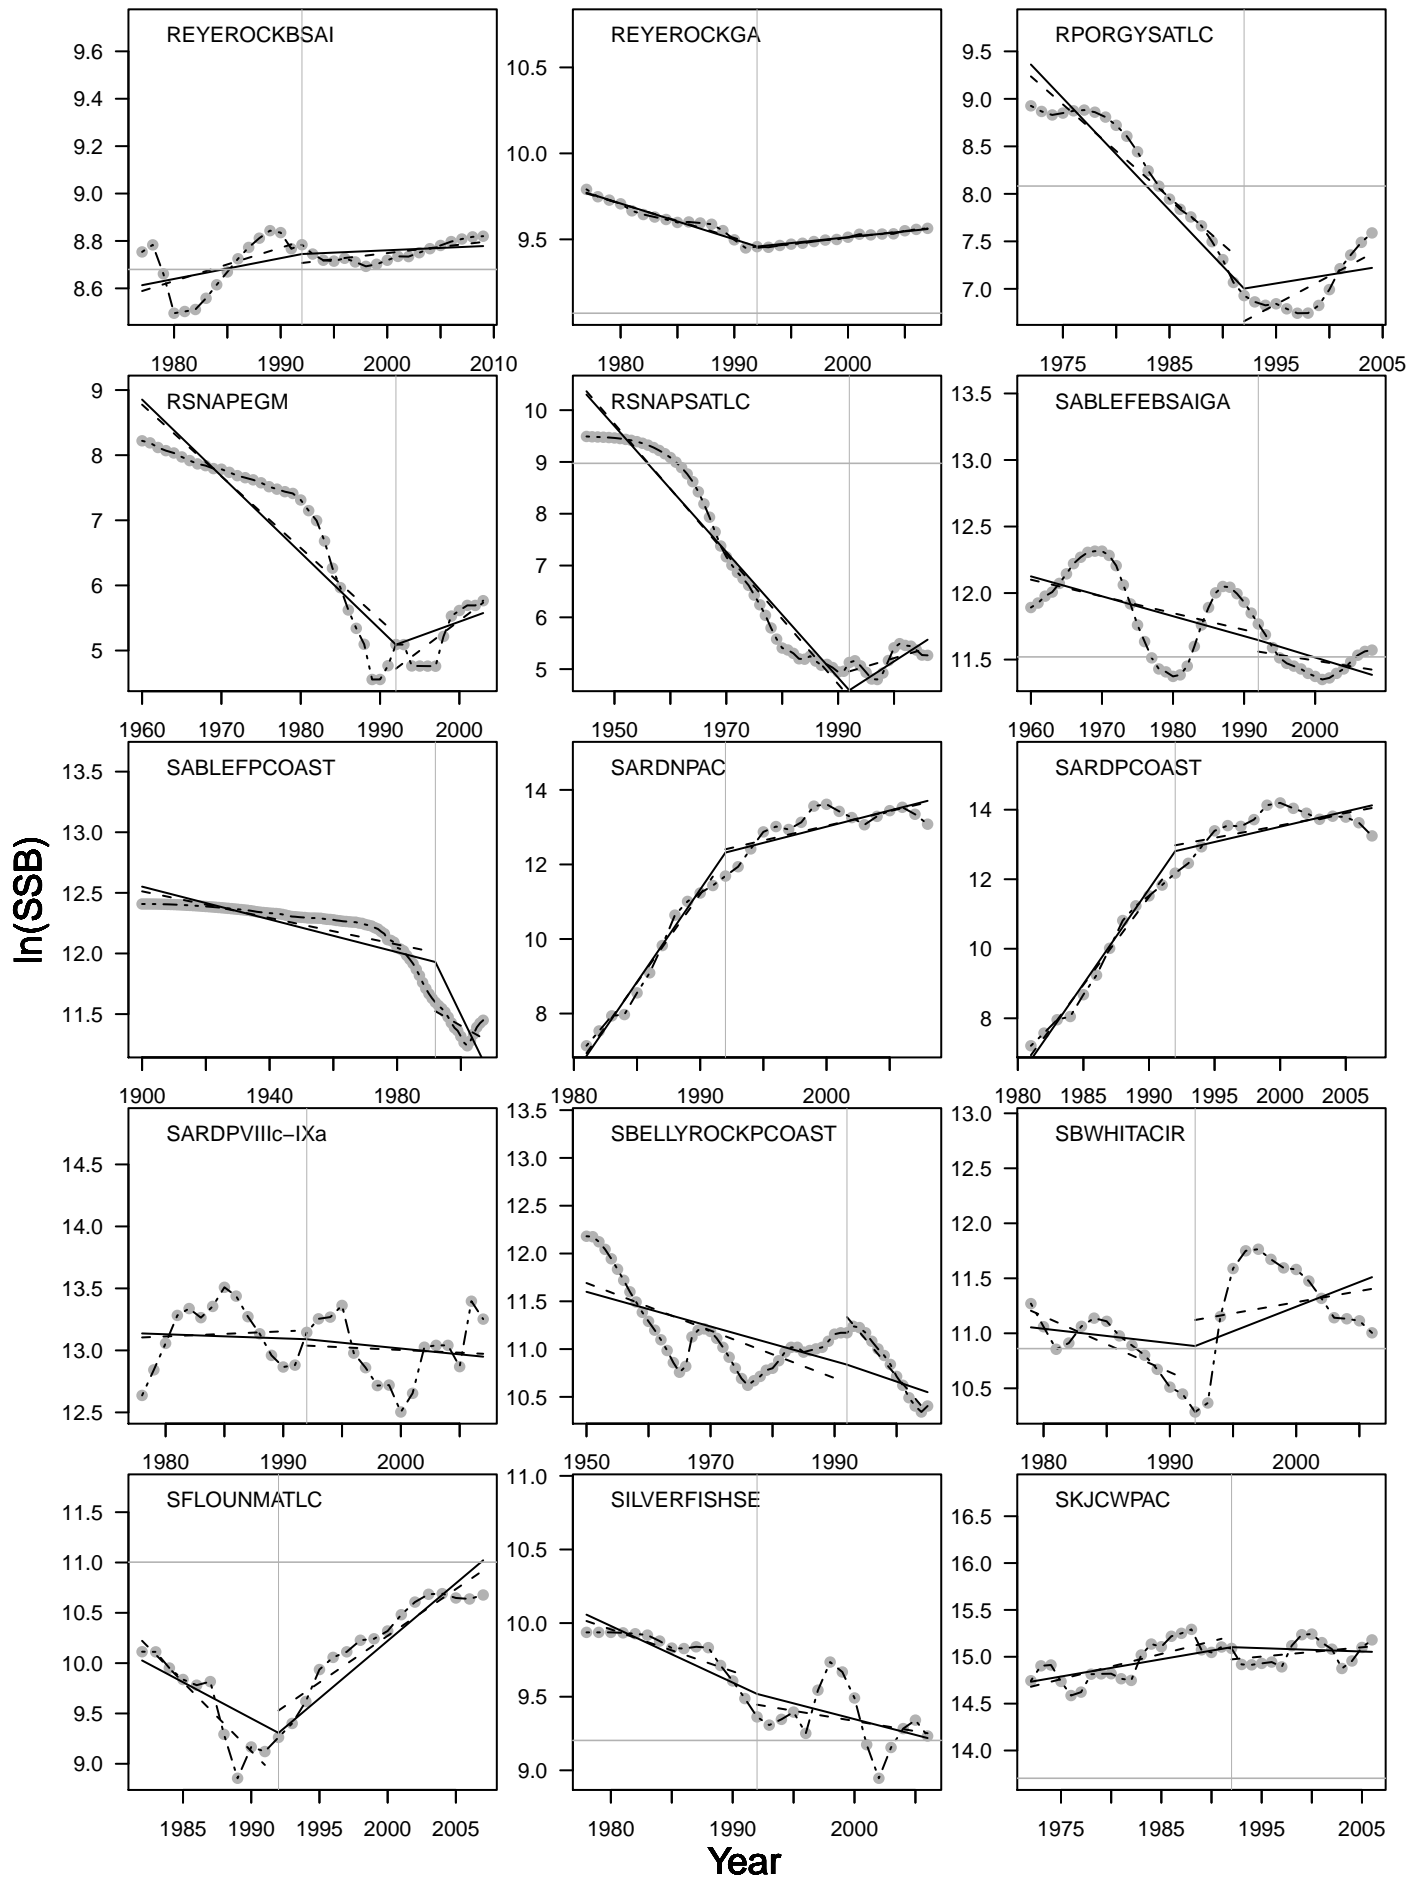 REYEROCKBSAI
9.6
9.4
9.2
9.0
8.8
8.6
1980 1990 2000 2010
REYEROCKGA
10.5
10.0
9.5
1980 1990 2000
RPORGYSATLC
9.5
9.0
8.5
8.0
7.5
7.0
1975 1985 1995 2005
RSNAPEGM
9
8
7
6
5
1960 1970 1980 1990 2000
RSNAPSATLC
10
9
8
7
6
5
1950 1970 1990
SABLEFEBSAIGA
13.5
13.0
12.5
12.0
11.5
1960 1970 1980 1990 2000
SABLEFPCOAST
13.5
13.0
12.5
12.0
11.5
1900 1940 1980
SARDNPAC
14
12
10
8
1980 1990 2000
SARDPCOAST
14
12
10
8
1980 1985 1990 1995 2000 2005
SARDPVIIIc−IXa
14.5
14.0
13.5
13.0
12.5
1980 1990 2000
SBELLYROCKPCOAST
13.5
13.0
12.5
12.0
11.5
11.0
10.5
1950 1970 1990
SBWHITACIR
13.0
12.5
12.0
11.5
11.0
10.5
1980 1990 2000
SFLOUNMATLC
11.5
11.0
10.5
10.0
9.5
9.0
1985 1990 1995 2000 2005
SILVERFISHSE
11.0
10.5
10.0
9.5
9.0
1980 1990 2000
SKJCWPAC
16.5
16.0
15.5
15.0
14.5
14.0
1975 1985 1995 2005
ln(SSB)
Year